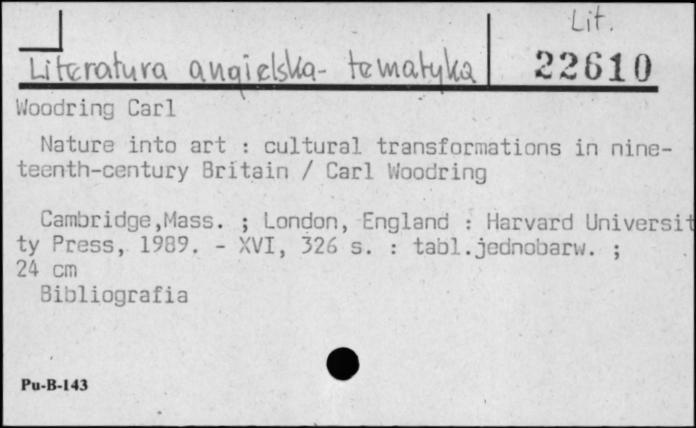 Lit.
Literatura angielska- tematyka
22610
Woodring Carl
Nature into art : cultural transformations in nine-
teenth-century Britain / Carl Woodring
Cambridge,Mass. ; London, England : Harvard Universit
ty Press, 1989. - XVI, 326 s. : tabl.jednobarw. ;
24 cm
Bibliografia
Pu-B-143